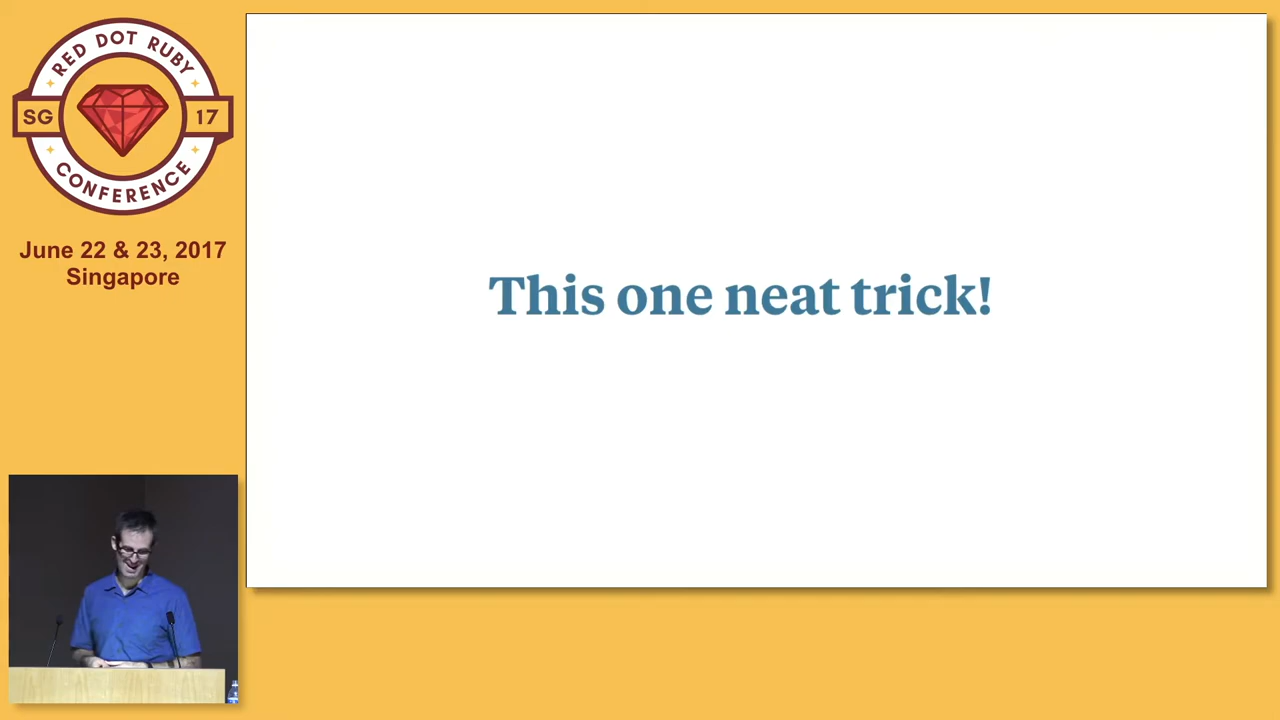 RED DOT RUBY
SG 17
CONFERENCE
June 22 & 23, 2017
Singapore
This one neat trick!